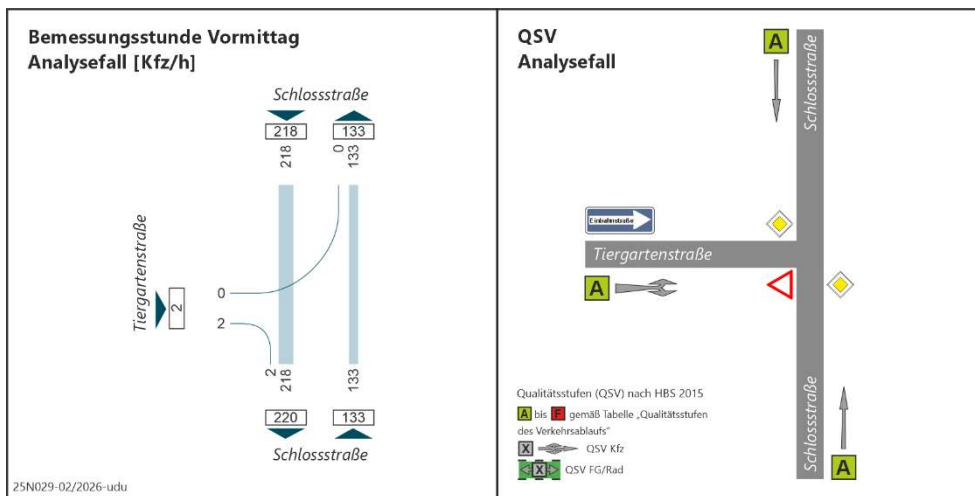 Bemessungsstunde Vormittag
Analysefall [Kfz/h]
Schlossstraße
218 133
218 0 133
Tiergartenstraße
2
0
2
2 218 133
220 133
Schlossstraße
25N029-02/2026-udu
QSV
Analysefall
A
Schlossstraße
Einbahnstraße
Tiergartenstraße
A
Schlossstraße
A
Qualitätsstufen (QSV) nach HBS 2015
A bis F gemäß Tabelle „Qualitätsstufen
des Verkehrsablaufs“
X QSV Kfz
X QSV FG/Rad